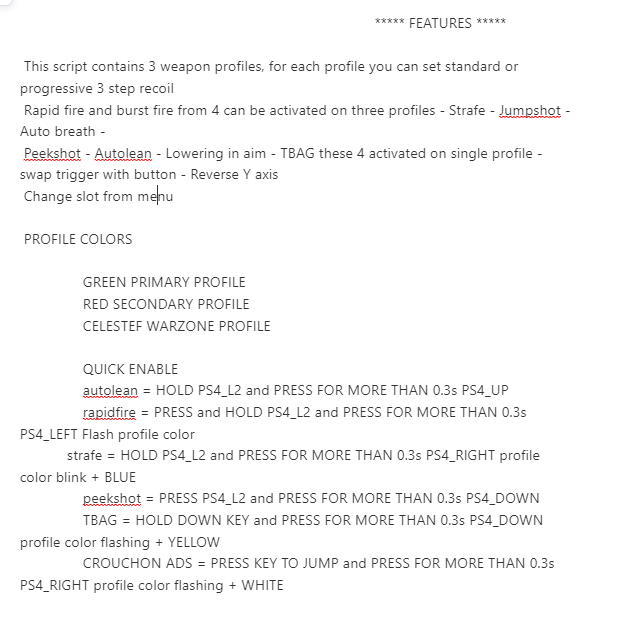 ***** FEATURES *****
This script contains 3 weapon profiles, for each profile you can set standard or
progressive 3 step recoil
Rapid fire and burst fire from 4 can be activated on three profiles - Strafe - Jumpshot -
Auto breath -
Peekshot - Autolean - Lowering in aim - TBAG these 4 activated on single profile -
swap trigger with button - Reverse Y axis
Change slot from menu
PROFILE COLORS
GREEN PRIMARY PROFILE
RED SECONDARY PROFILE
CELESTEF WARZONE PROFILE
QUICK ENABLE
autolean = HOLD PS4_L2 and PRESS FOR MORE THAN 0.3s PS4_UP
rapidfire = PRESS and HOLD PS4_L2 and PRESS FOR MORE THAN 0.3s
PS4_LEFT Flash profile color
strafe = HOLD PS4_L2 and PRESS FOR MORE THAN 0.3s PS4_RIGHT profile
color blink + BLUE
peekshot = PRESS PS4_L2 and PRESS FOR MORE THAN 0.3s PS4_DOWN
TBAG = HOLD DOWN KEY and PRESS FOR MORE THAN 0.3s PS4_DOWN
profile color flashing + YELLOW
CROUCHON ADS = PRESS KEY TO JUMP and PRESS FOR MORE THAN 0.3s
PS4_RIGHT profile color flashing + WHITE